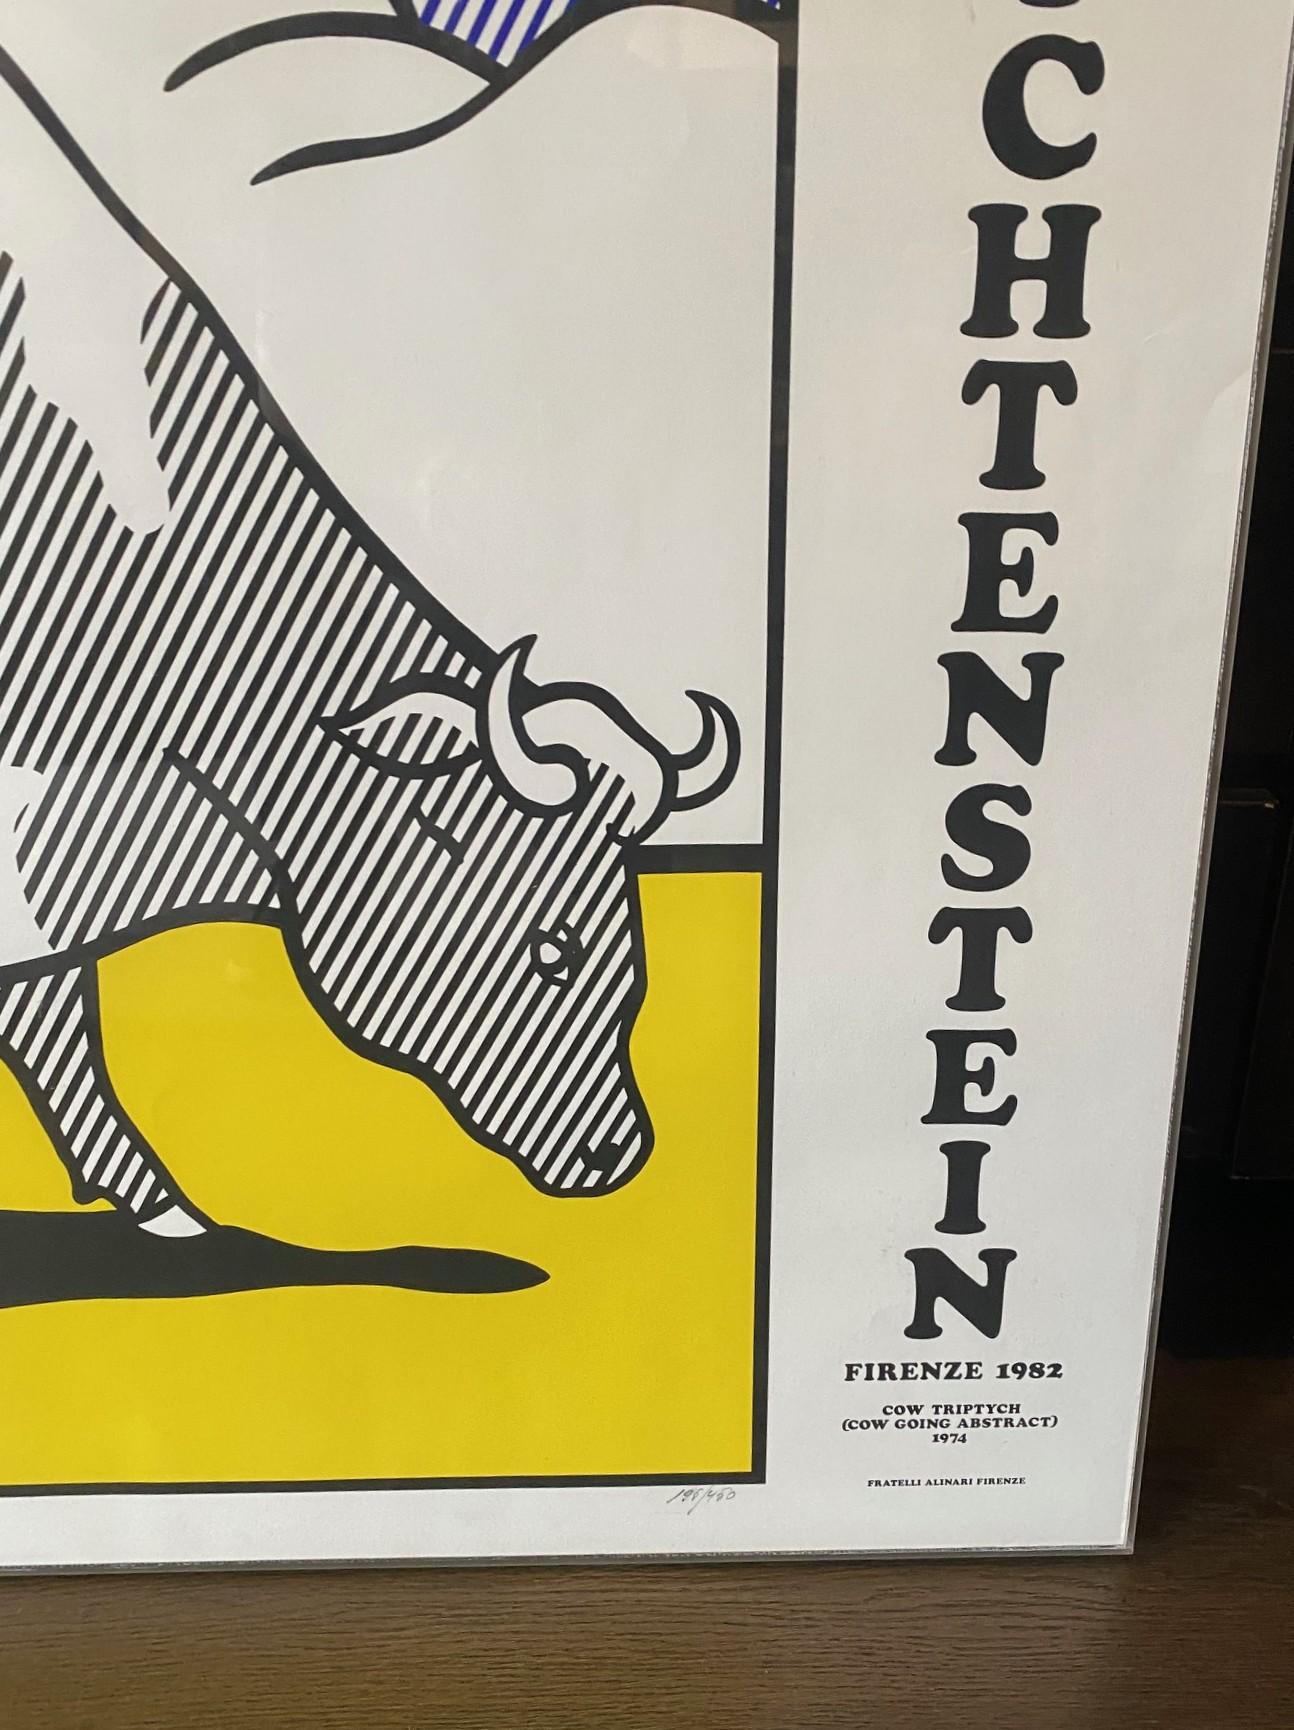 CHTENSTEIN
FIRENZE 1982
COW TRIPTYCH
(COW GOING ABSTRACT)
1974
FRATELLI ALINARI FIRENZE